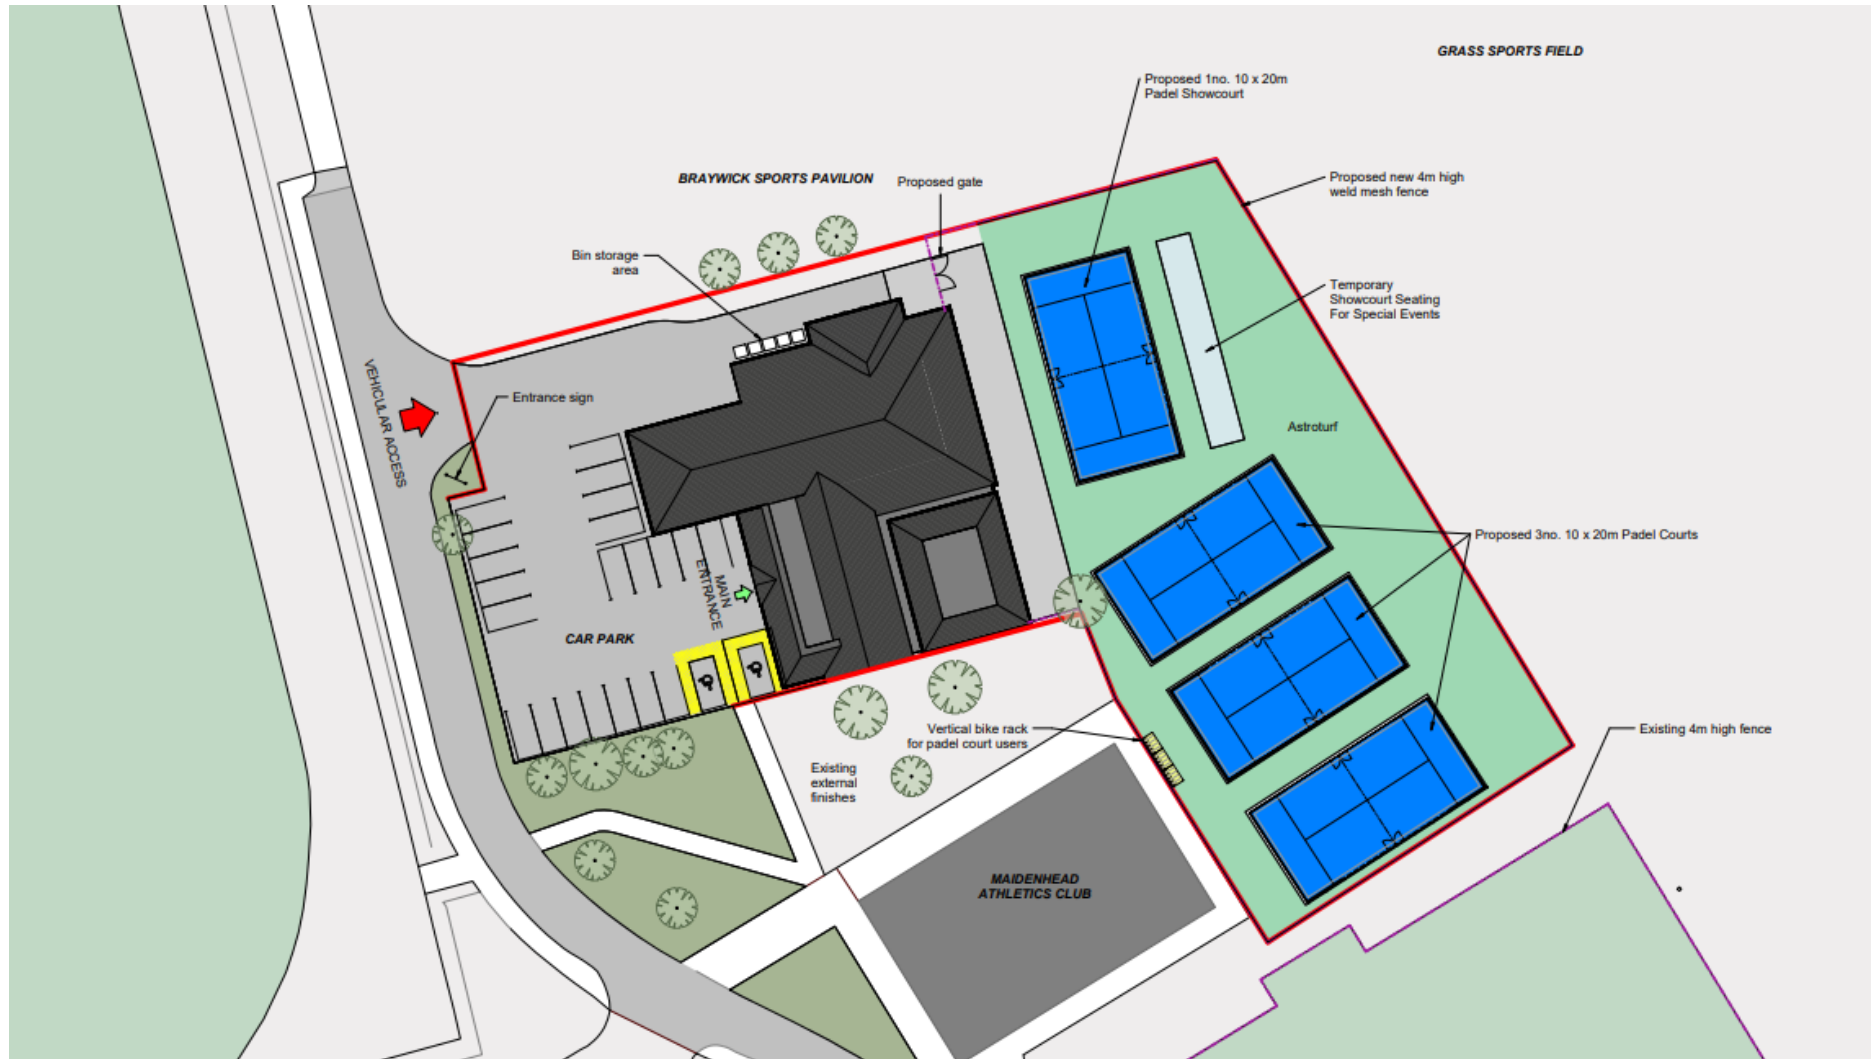 GRASS SPORTS FIELD
Proposed 1no. 10 x 20m
Padel Showcourt
BRAYWICK SPORTS PAVILION
Proposed gate
Proposed new 4m high
weld mesh fence
Bin storage
area
Temporary
Showcourt Seating
For Special Events
VEHICULAR ACCESS
Entrance sign
Astroturf
Proposed 3no. 10 x 20m Padel Courts
MAIN
ENTRANCE
CAR PARK
Vertical bike rack
for padel court users
Existing 4m high fence
Existing
external
finishes
MAIDENHEAD
ATHLETICS CLUB